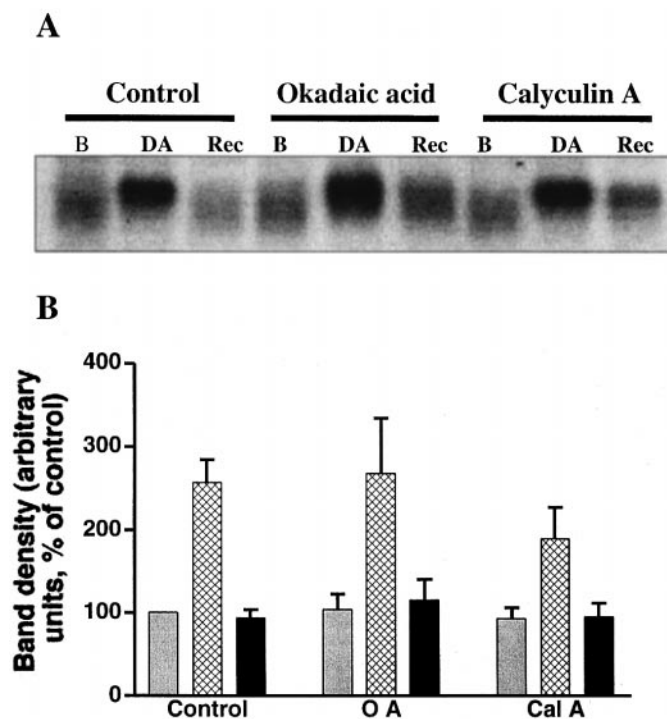 A
Control Okadaic acid Calyculin A
B DA Rec B DA Rec B DA Rec
B
Band density (arbitrary
units, % of control)
400
300
200
100
0
Control O A Cal A